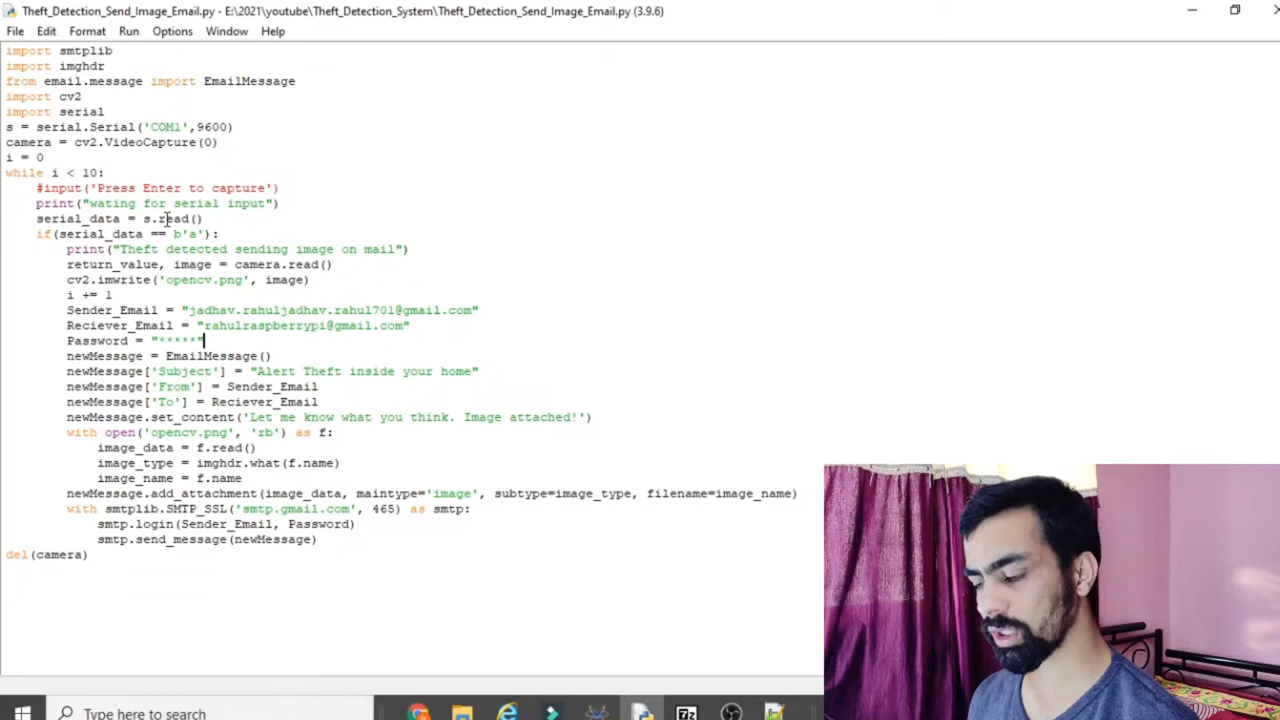 Theft_Detection_Send_Image_Email.py - E:\2021\youtube\Theft_Detection_System\Theft_Detection_Send_Image_Email.py (3.9.6)
File Edit Format Run Options Window Help
import smtplib
import imghdr
from email.message import EmailMessage
import cv2
import serial
s = serial.Serial('COM1',9600)
camera = cv2.VideoCapture(0)
i = 0
while i < 10:
    #input('Press Enter to capture')
    print("wating for serial input")
    serial_data = s.read()
    if(serial_data == b'a'):
        print("Theft detected sending image on mail")
        return_value, image = camera.read()
        cv2.imwrite('opencv.png', image)
        i += 1
        Sender_Email = "jadhav.rahuljadhav.rahul701@gmail.com"
        Reciever_Email = "rahulraspberrypi@gmail.com"
        Password = "*****"
        newMessage = EmailMessage()
        newMessage['Subject'] = "Alert Theft inside your home"
        newMessage['From'] = Sender_Email
        newMessage['To'] = Reciever_Email
        newMessage.set_content('Let me know what you think. Image attached!')
        with open('opencv.png', 'rb') as f:
            image_data = f.read()
            image_type = imghdr.what(f.name)
            image_name = f.name
        newMessage.add_attachment(image_data, maintype='image', subtype=image_type, filename=image_name)
        with smtplib.SMTP_SSL('smtp.gmail.com', 465) as smtp:
            smtp.login(Sender_Email, Password)
            smtp.send_message(newMessage)
del(camera)
Type here to search
7z